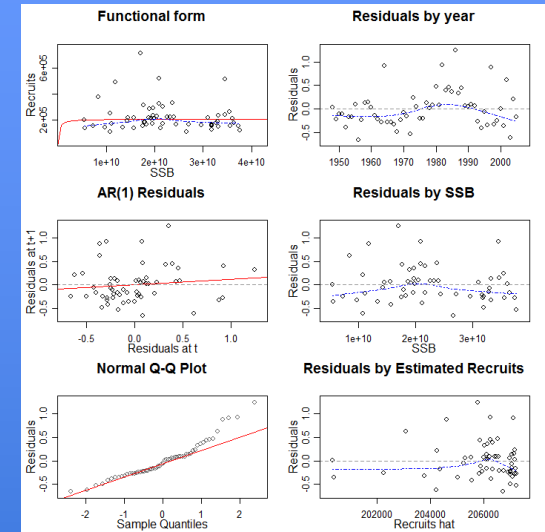 Functional form
Residuals by year
Recruits
2e+05
6e+05
1e+10 2e+10 3e+10 4e+10
SSB
Residuals
-0.5 0.0 0.5 1.0
1950 1960 1970 1980 1990 2000
AR(1) Residuals
Residuals by SSB
Residuals at t+1
-0.5 0.0 0.5 1.0
-0.5 0.0 0.5 1.0
Residuals at t
Residuals
-0.5 0.0 0.5 1.0
1e+10 2e+10 3e+10
SSB
Normal Q-Q Plot
Residuals by Estimated Recruits
Residuals
-0.5 0.0 0.5 1.0
-2 -1 0 1 2
Sample Quantiles
Residuals
-0.5 0.0 0.5 1.0
202000 204000 206000
Recruits hat